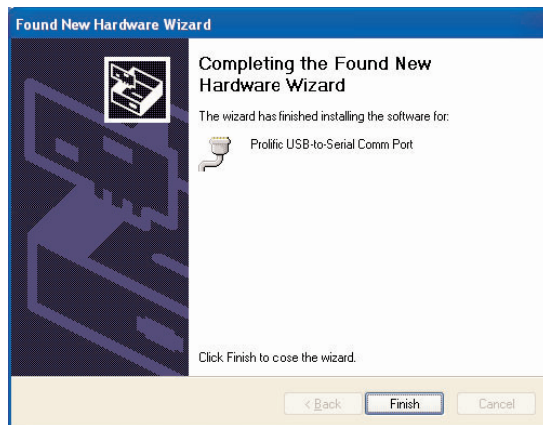 Found New Hardware Wizard
Completing the Found New
Hardware Wizard
The wizard has finished installing the software for:
Prolific USB-to-Serial Comm Port
Click Finish to close the wizard.
< Back
Finish
Cancel